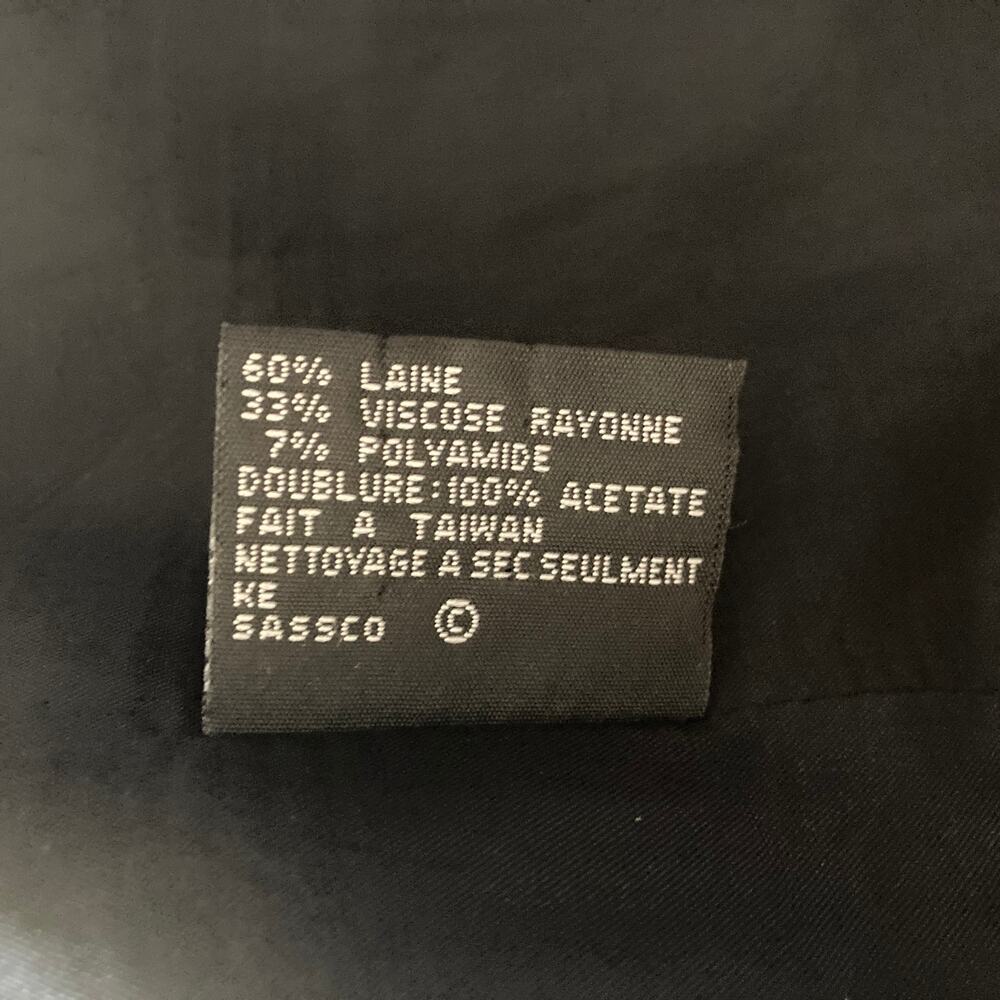 60% LAINE
33% VISCOSE RAYONNE
7% POLYAMIDE
DOUBLURE:100% ACETATE
FAIT A TAIWAN
NETTOYAGE A SEC SEULMENT
KE
SASSCO ©